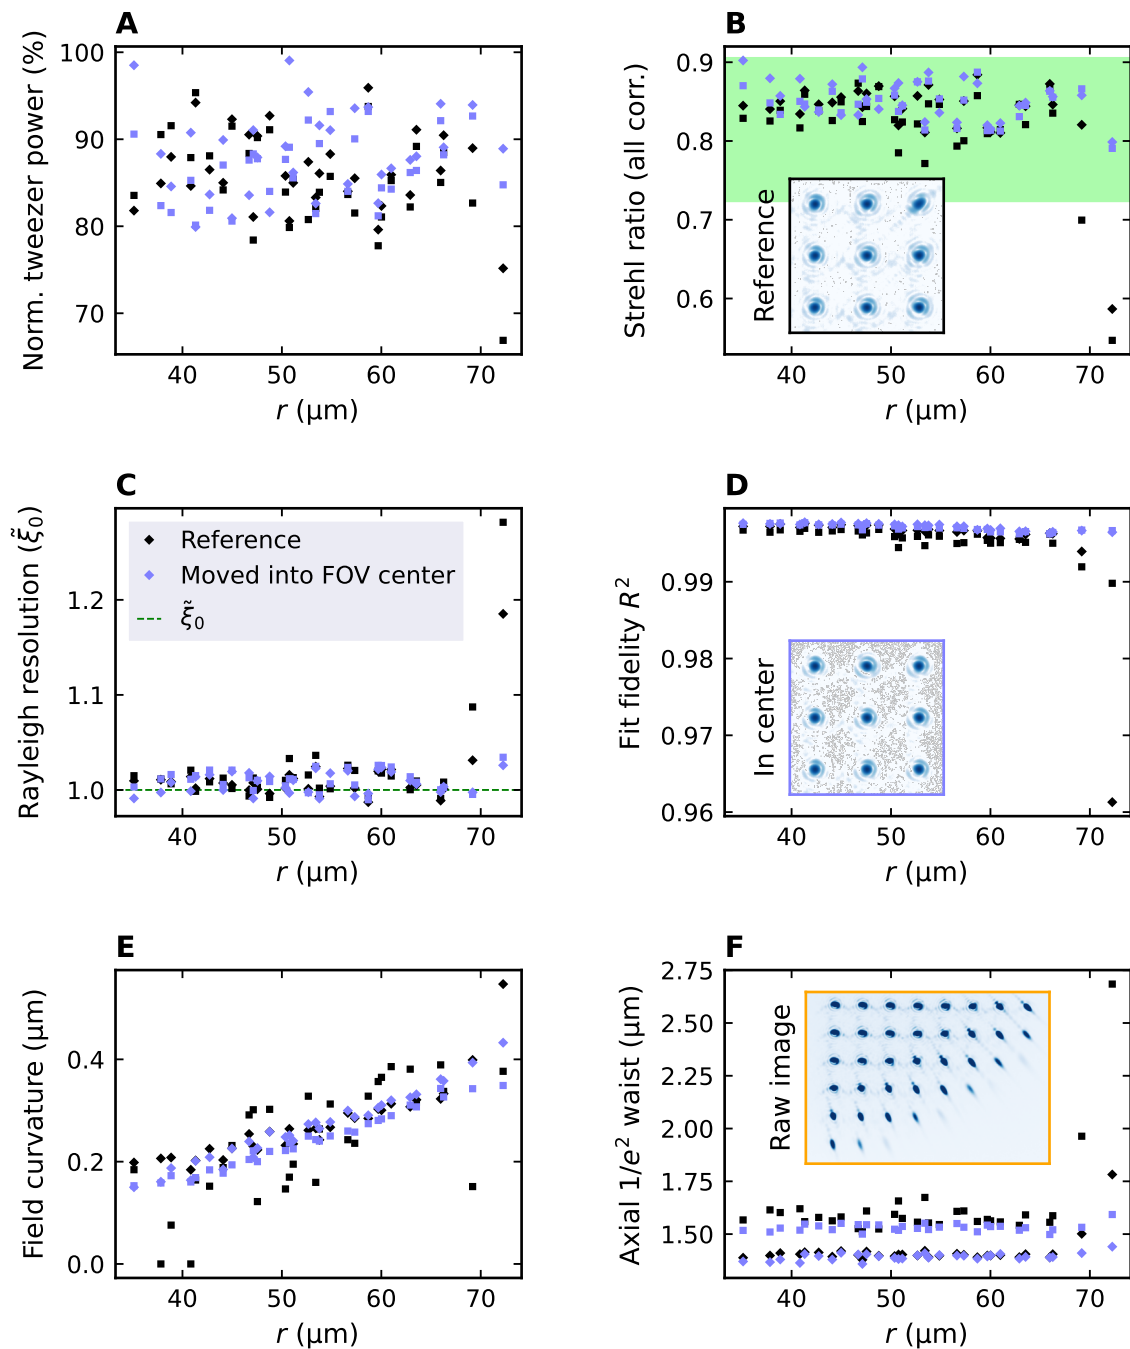 A
Norm. tweezer power (%)
100
90
80
70
40 50 60 70
r (μm)
B
Strehl ratio (all corr.)
0.9
0.8
0.7
0.6
Reference
40 50 60 70
r (μm)
C
Rayleigh resolution (ξ̃₀)
1.2
1.1
1.0
Reference
Moved into FOV center
ξ̃₀
40 50 60 70
r (μm)
D
Fit fidelity R²
0.99
0.98
0.97
0.96
In center
40 50 60 70
r (μm)
E
Field curvature (μm)
0.4
0.2
0.0
40 50 60 70
r (μm)
F
Axial 1/e² waist (μm)
2.75
2.50
2.25
2.00
1.75
1.50
Raw image
40 50 60 70
r (μm)